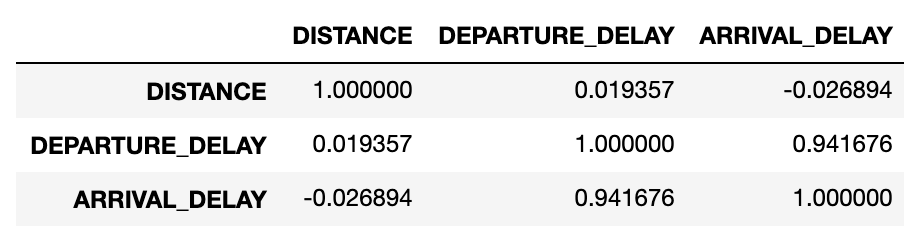 DISTANCE DEPARTURE_DELAY ARRIVAL_DELAY
DISTANCE 1.000000 0.019357 -0.026894
DEPARTURE_DELAY 0.019357 1.000000 0.941676
ARRIVAL_DELAY -0.026894 0.941676 1.000000